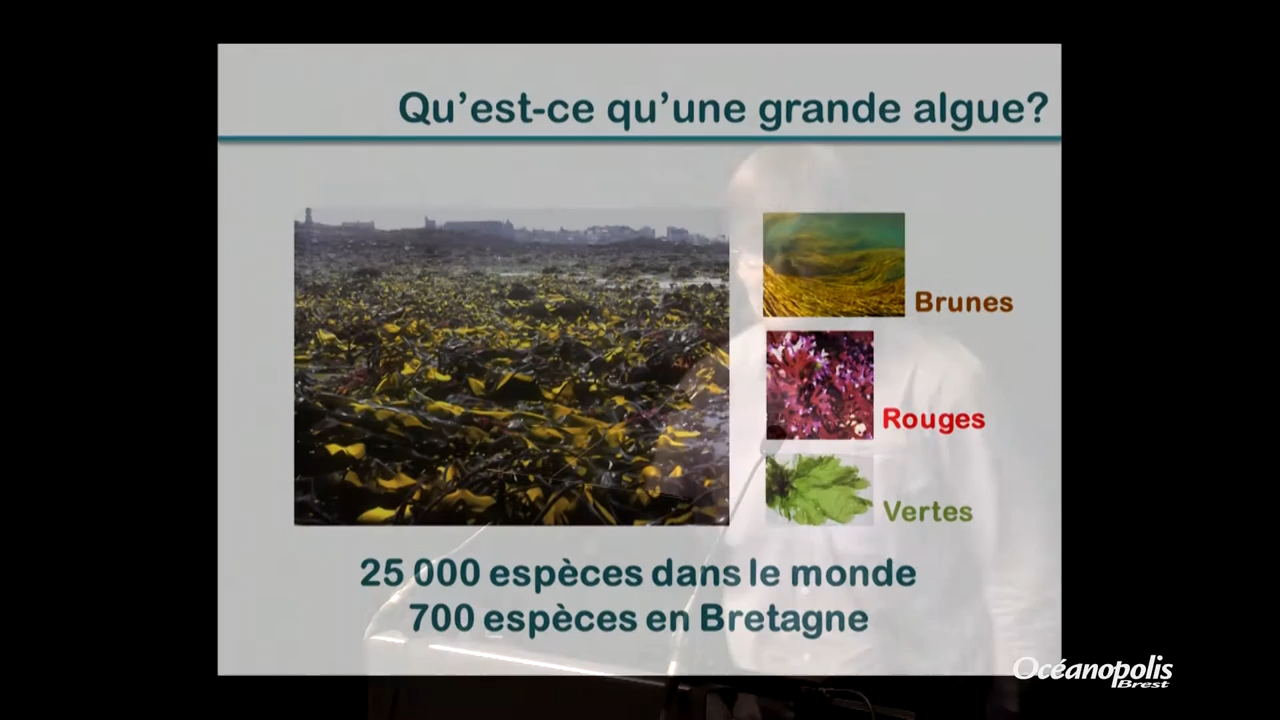 Qu'est-ce qu'une grande algue?
Brunes
Rouges
Vertes
25 000 espèces dans le monde
700 espèces en Bretagne
Océanopolis
Brest